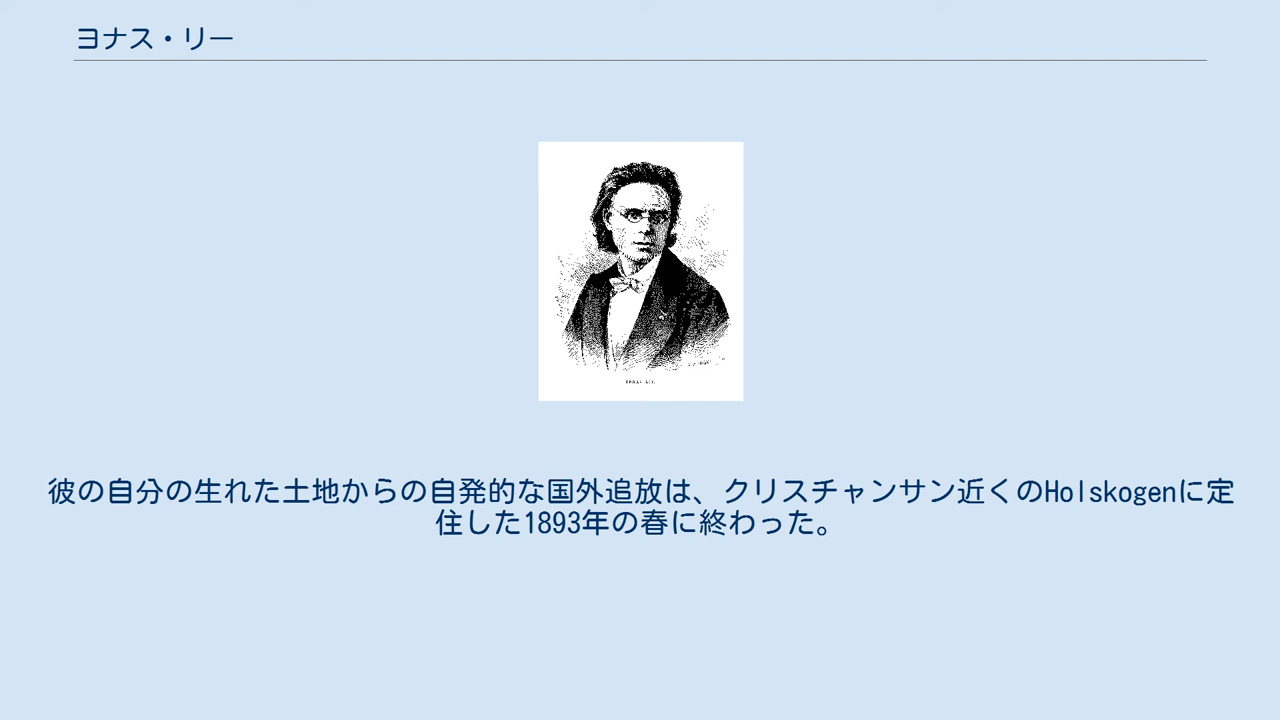 ヨナス・リー
彼の自分の生れた土地からの自発的な国外追放は、クリスチャンサン近くのHolskogenに定
住した1893年の春に終わった。